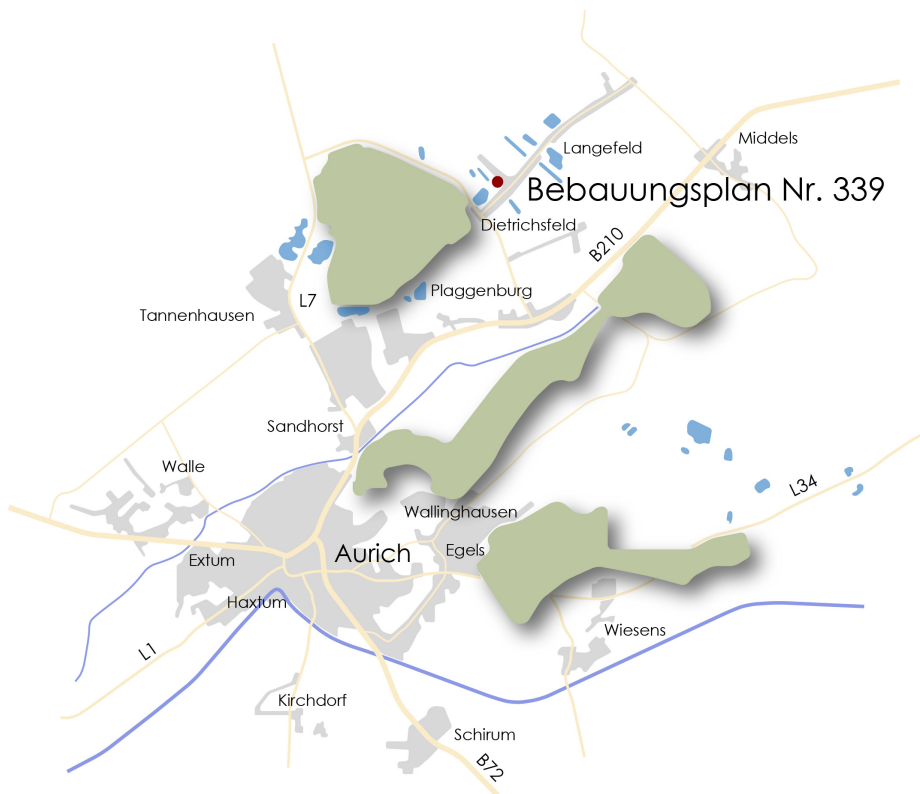 Middels
Langefeld
Bebauungsplan Nr. 339
Dietrichsfeld
B210
Plaggenburg
L7
Tannenhausen
Sandhorst
Walle
L34
Wallinghausen
Aurich
Egels
Extum
Haxtum
Wiesens
L1
Kirchdorf
Schirum
B72